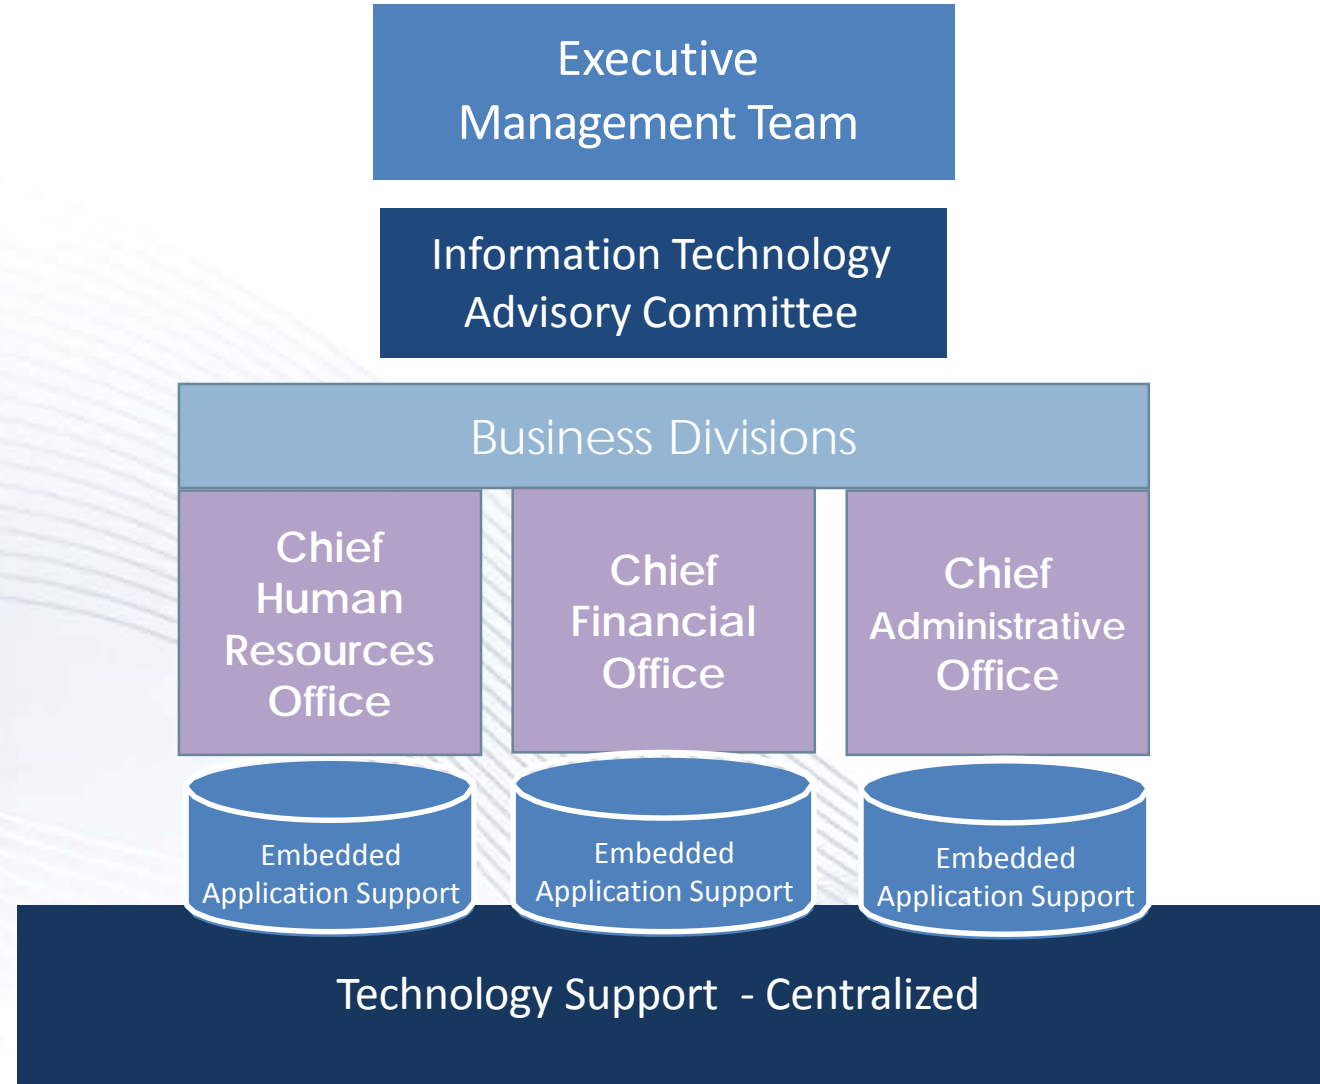 Executive
Management Team
Information Technology
Advisory Committee
Business Divisions
Chief
Human
Resources
Office
Chief
Financial
Office
Chief
Administrative
Office
Embedded
Application Support
Embedded
Application Support
Embedded
Application Support
Technology Support  - Centralized